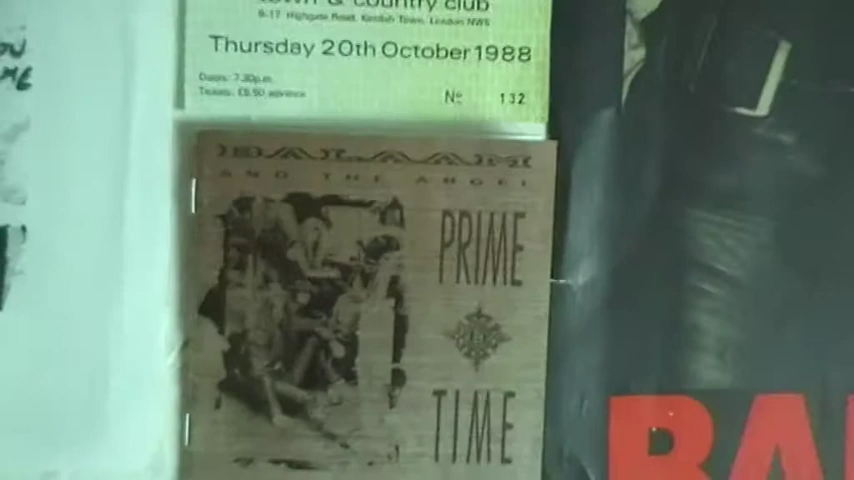 town & country club
9-17 Highgate Road, Kentish Town, London NW5
Thursday 20th October 1988
Doors: 7.30p.m.
Tickets: £5.50 advance
Nº 132
BALAAM
AND THE ANGEL
PRIME
TIME
BA